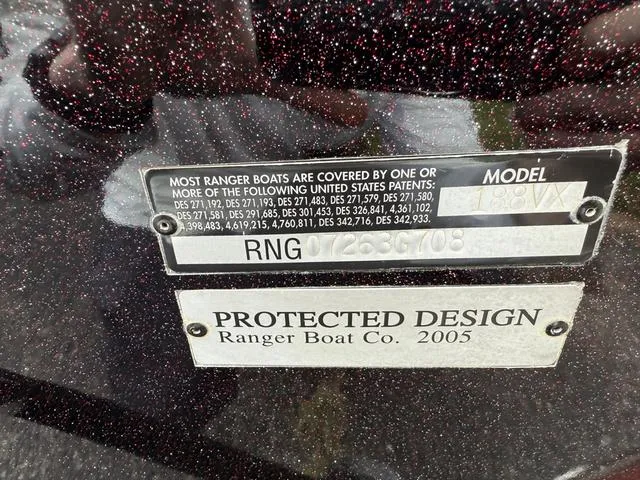 MOST RANGER BOATS ARE COVERED BY ONE OR
MORE OF THE FOLLOWING UNITED STATES PATENTS:
DES 271,192, DES 271,193, DES 271,483, DES 271,579, DES 271,580,
DES 271,581, DES 291,685, DES 301,453, DES 326,841, 4,361,102,
4,398,483, 4,619,215, 4,760,811, DES 342,716, DES 342,933.
MODEL
188VX
RNG07263G708
PROTECTED DESIGN
Ranger Boat Co. 2005